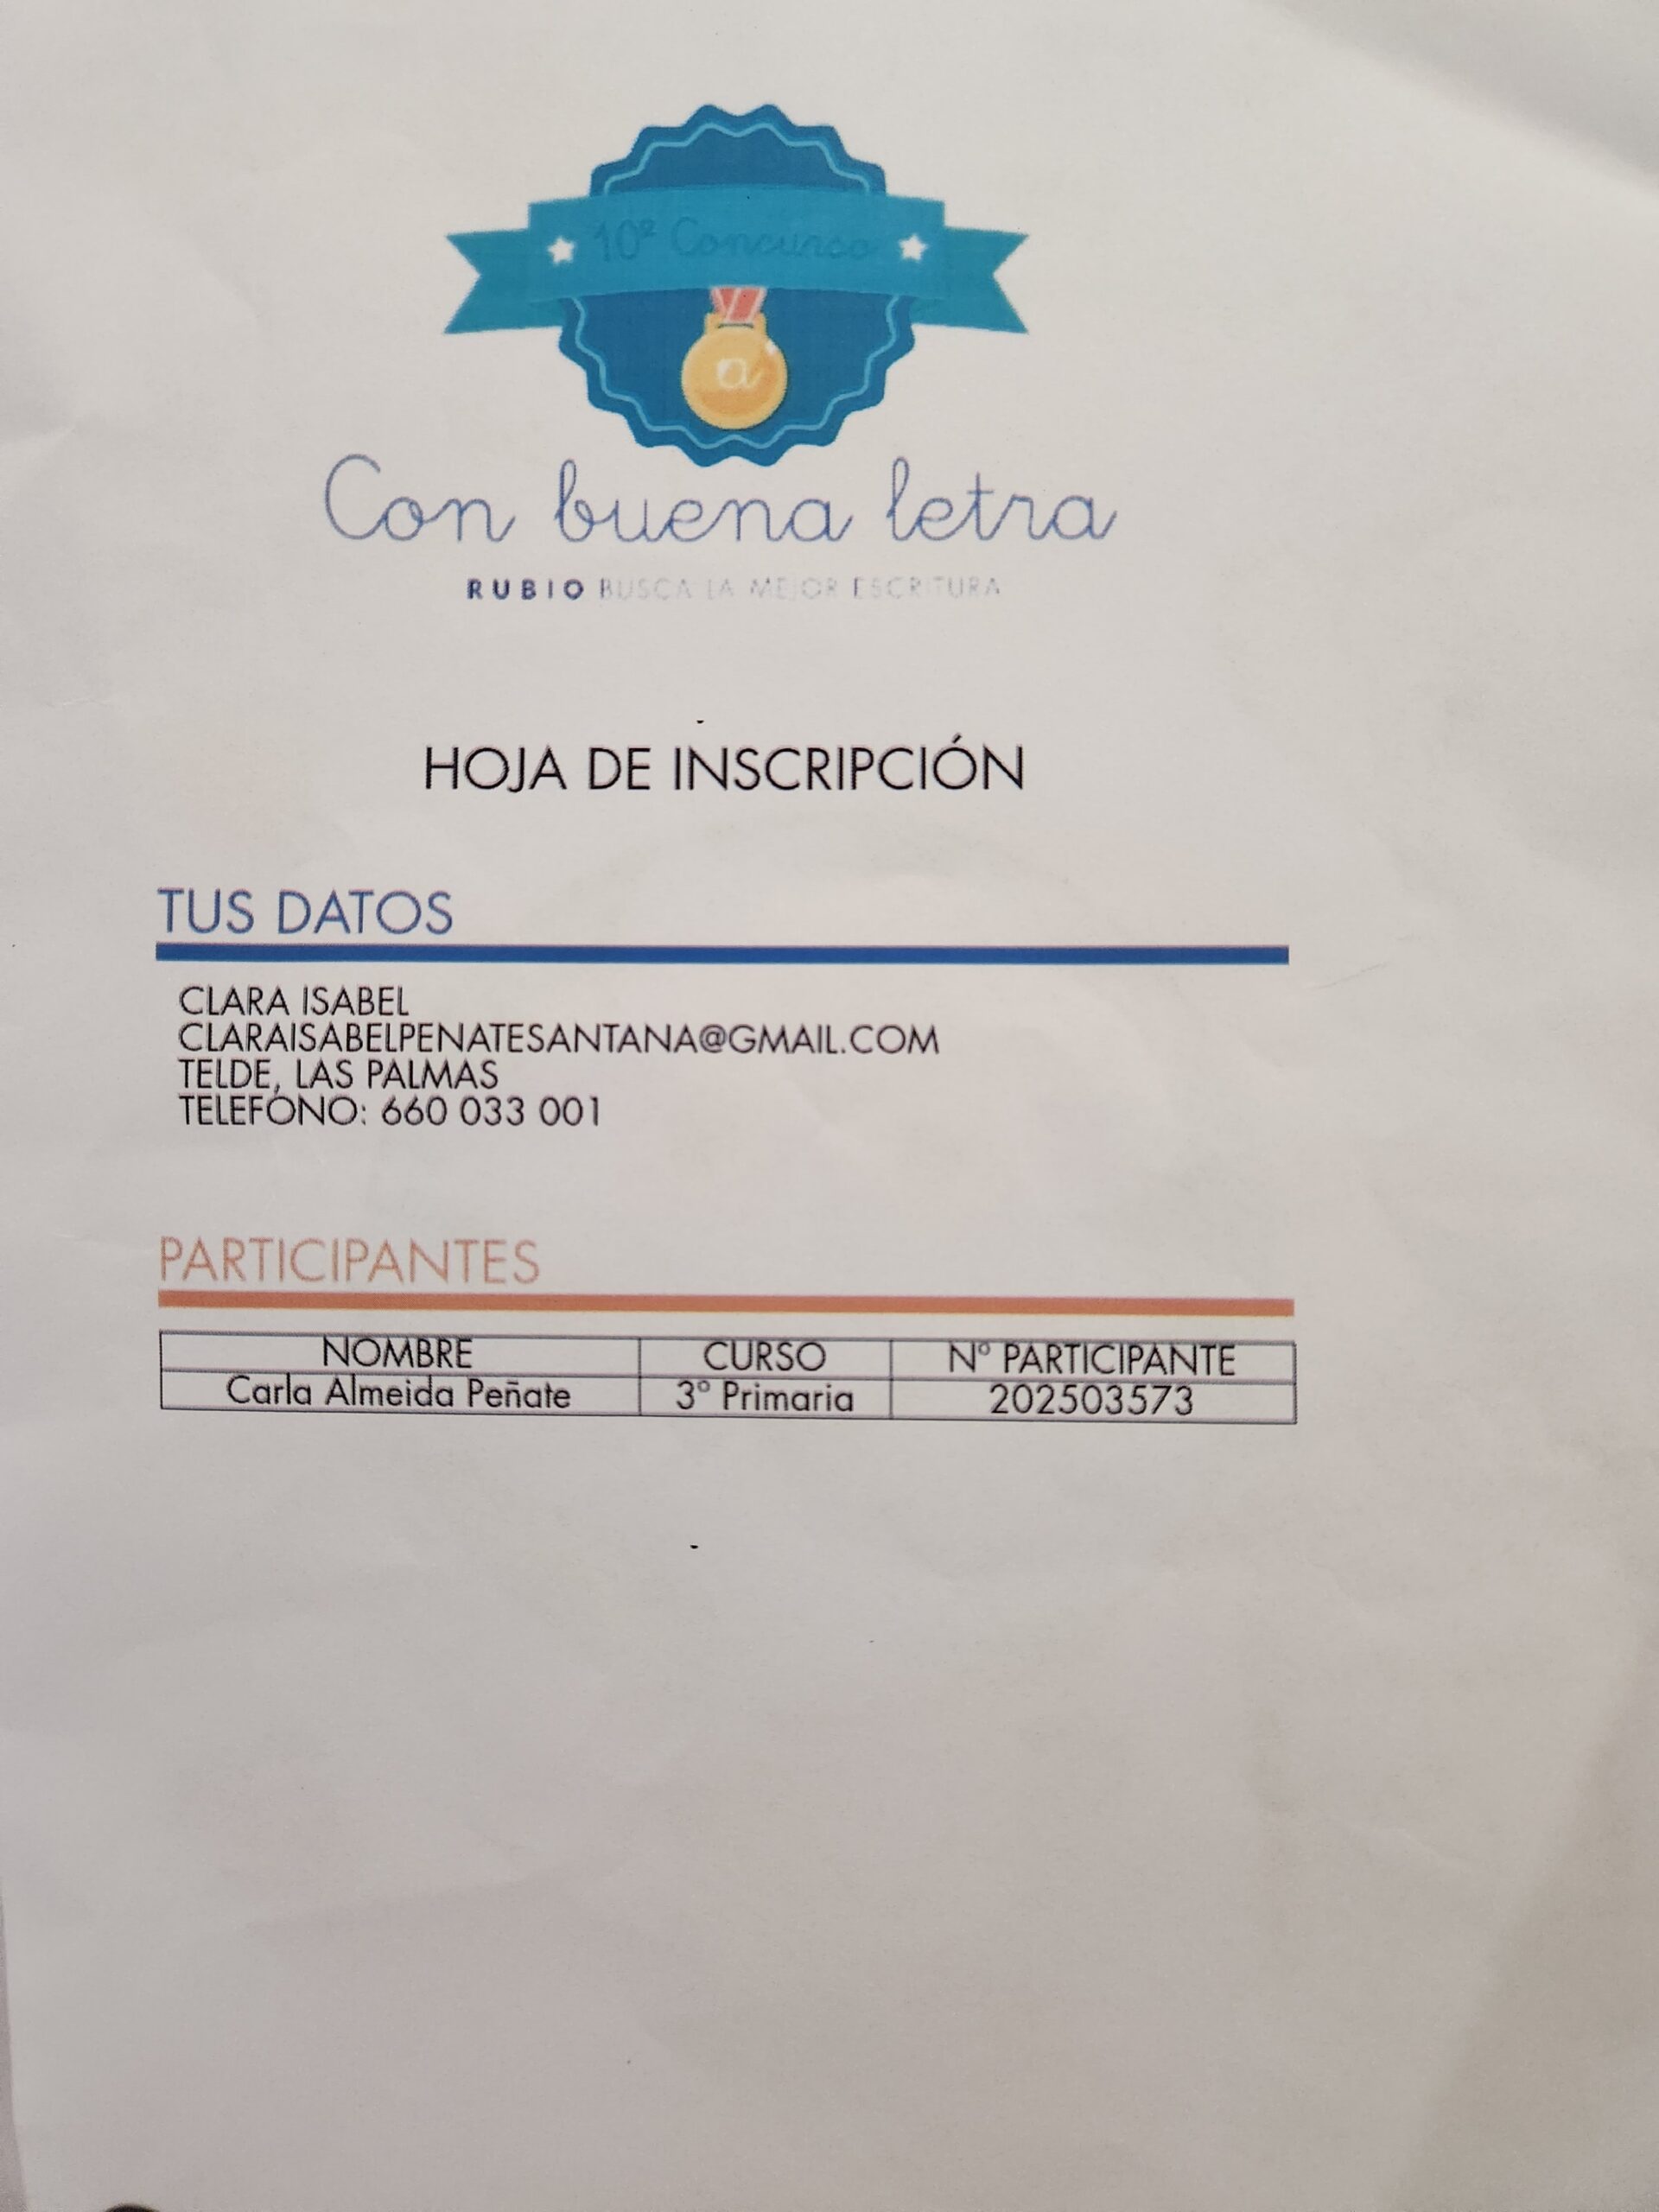 10º Concurso
a
Con buena letra
RUBIO BUSCA LA MEJOR ESCRITURA
HOJA DE INSCRIPCIÓN
TUS DATOS
CLARA ISABEL
CLARAISABELPENATESANTANA@GMAIL.COM
TELDE, LAS PALMAS
TELEFÓNO: 660 033 001
PARTICIPANTES
NOMBRE CURSO Nº PARTICIPANTE
Carla Almeida Peñate 3º Primaria 202503573